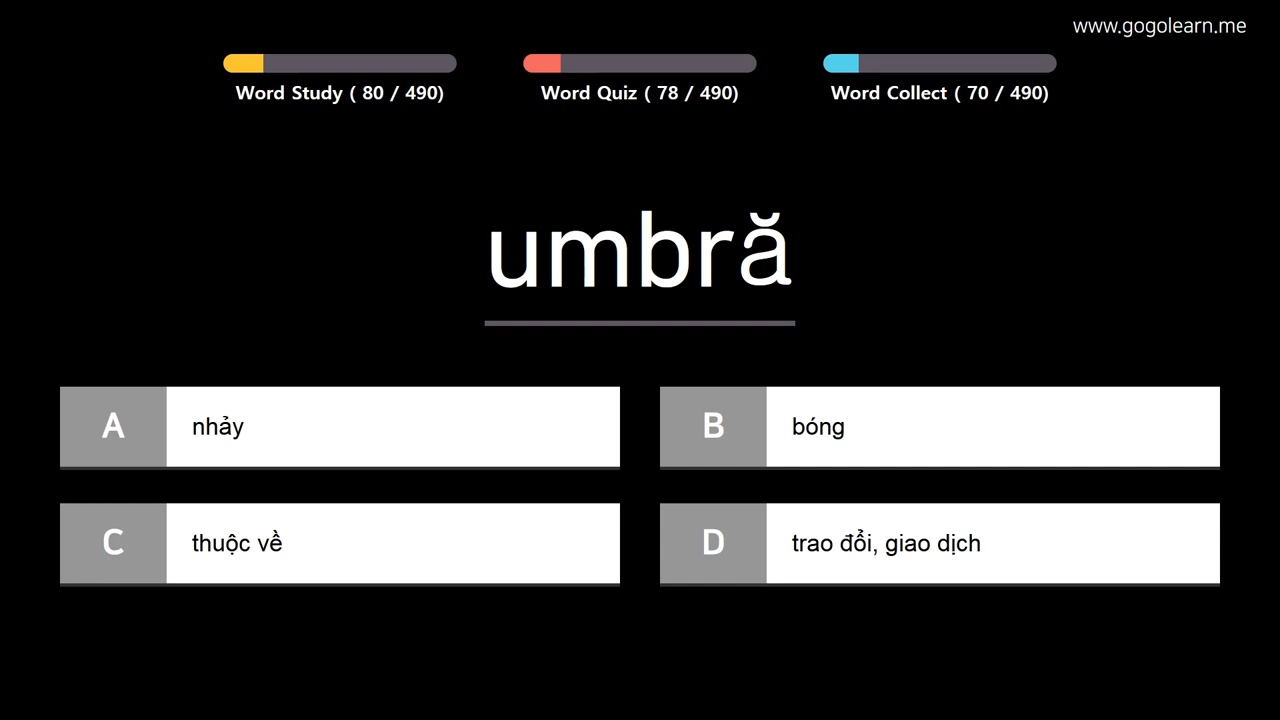 www.gogolearn.me
Word Study ( 80 / 490)
Word Quiz ( 78 / 490)
Word Collect ( 70 / 490)
umbră
A nhảy
B bóng
C thuộc về
D trao đổi, giao dịch